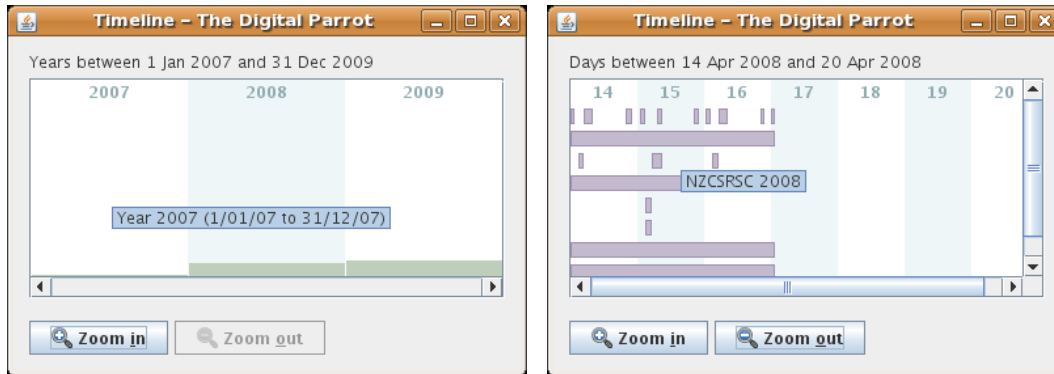 Timeline – The Digital Parrot
Years between 1 Jan 2007 and 31 Dec 2009
2007 2008 2009
Year 2007 (1/01/07 to 31/12/07)
Zoom in Zoom out
Timeline – The Digital Parrot
Days between 14 Apr 2008 and 20 Apr 2008
14 15 16 17 18 19 20
NZCSRSC 2008
Zoom in Zoom out